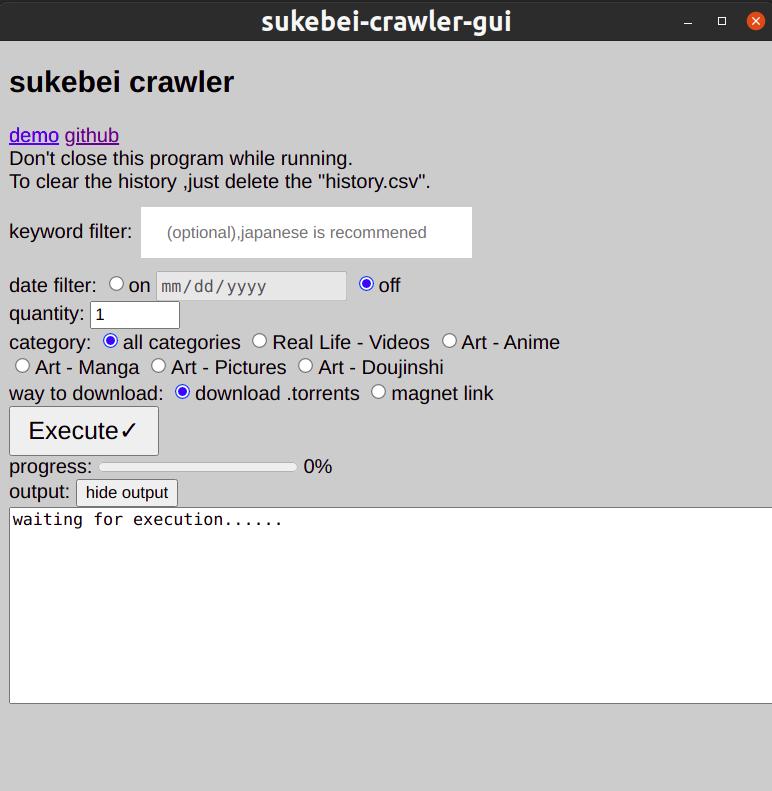 sukebei-crawler-gui
sukebei crawler
demo github
Don't close this program while running.
To clear the history ,just delete the "history.csv".
keyword filter: (optional),japanese is recommened
date filter: on mm/dd/yyyy off
quantity: 1
category: all categories Real Life - Videos Art - Anime
Art - Manga Art - Pictures Art - Doujinshi
way to download: download .torrents magnet link
Execute✓
progress: 0%
output: hide output
waiting for execution......